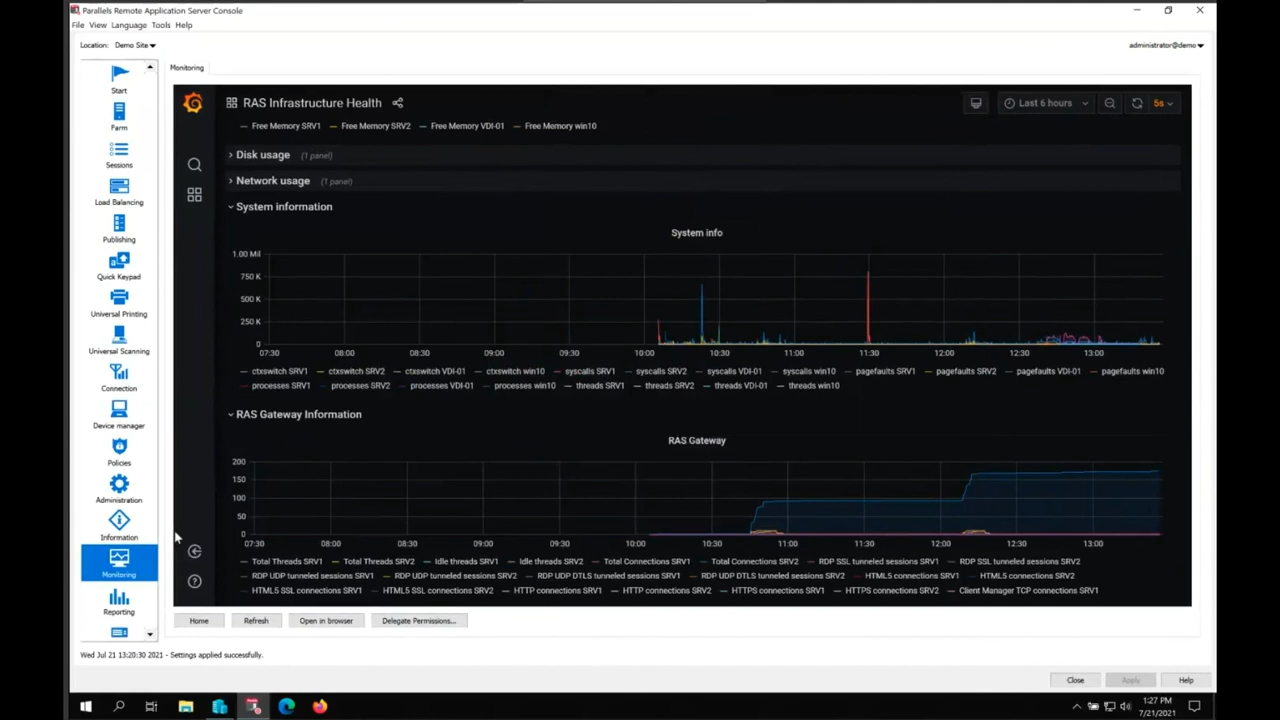 Parallels Remote Application Server Console
File View Language Tools Help
Location: Demo Site
administrator@demo
Start
Farm
Sessions
Load Balancing
Publishing
Quick Keypad
Universal Printing
Universal Scanning
Connection
Device manager
Policies
Administration
Information
Monitoring
Reporting
Monitoring
RAS Infrastructure Health
Last 6 hours
5s
Free Memory SRV1 Free Memory SRV2 Free Memory VDI-01 Free Memory win10
Disk usage (1 panel)
Network usage (1 panel)
System information
System info
1.00 Mil
750 K
500 K
250 K
0
07:30 08:00 08:30 09:00 09:30 10:00 10:30 11:00 11:30 12:00 12:30 13:00
ctxswitch SRV1 ctxswitch SRV2 ctxswitch VDI-01 ctxswitch win10 syscalls SRV1 syscalls SRV2 syscalls VDI-01 syscalls win10 pagefaults SRV1 pagefaults SRV2 pagefaults VDI-01 pagefaults win10
processes SRV1 processes SRV2 processes VDI-01 processes win10 threads SRV1 threads SRV2 threads VDI-01 threads win10
RAS Gateway Information
RAS Gateway
200
150
100
50
0
07:30 08:00 08:30 09:00 09:30 10:00 10:30 11:00 11:30 12:00 12:30 13:00
Total Threads SRV1 Total Threads SRV2 Idle threads SRV1 Idle threads SRV2 Total Connections SRV1 Total Connections SRV2 RDP SSL tunneled sessions SRV1 RDP SSL tunneled sessions SRV2
RDP UDP tunneled sessions SRV1 RDP UDP tunneled sessions SRV2 RDP UDP DTLS tunneled sessions SRV1 RDP UDP DTLS tunneled sessions SRV2 HTML5 connections SRV1 HTML5 connections SRV2
HTML5 SSL connections SRV1 HTML5 SSL connections SRV2 HTTP connections SRV1 HTTP connections SRV2 HTTPS connections SRV1 HTTPS connections SRV2 Client Manager TCP connections SRV1
Home Refresh Open in browser Delegate Permissions...
Wed Jul 21 13:20:30 2021 - Settings applied successfully.
Close Apply Help
1:27 PM
7/21/2021